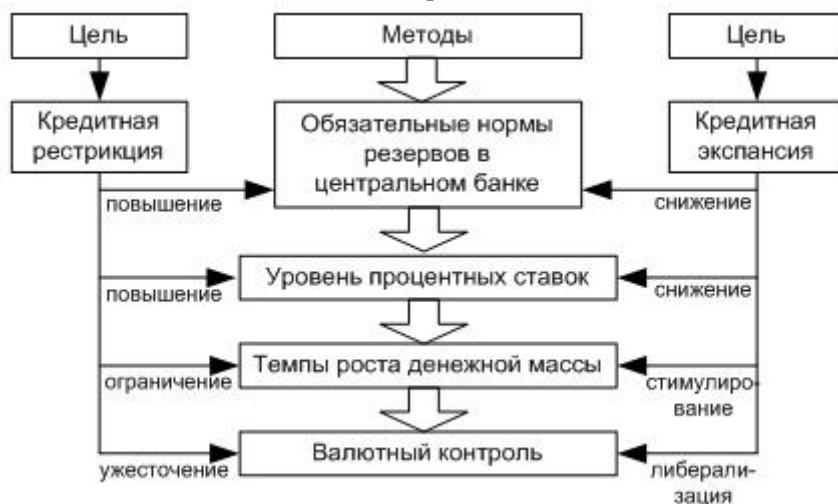 Цель
Методы
Цель
Кредитная
рестрикция
Обязательные нормы
резервов в
центральном банке
Кредитная
экспансия
повышение
снижение
Уровень процентных ставок
повышение
снижение
Темпы роста денежной массы
ограничение
стимулиро-
вание
Валютный контроль
ужесточение
либерали-
зация